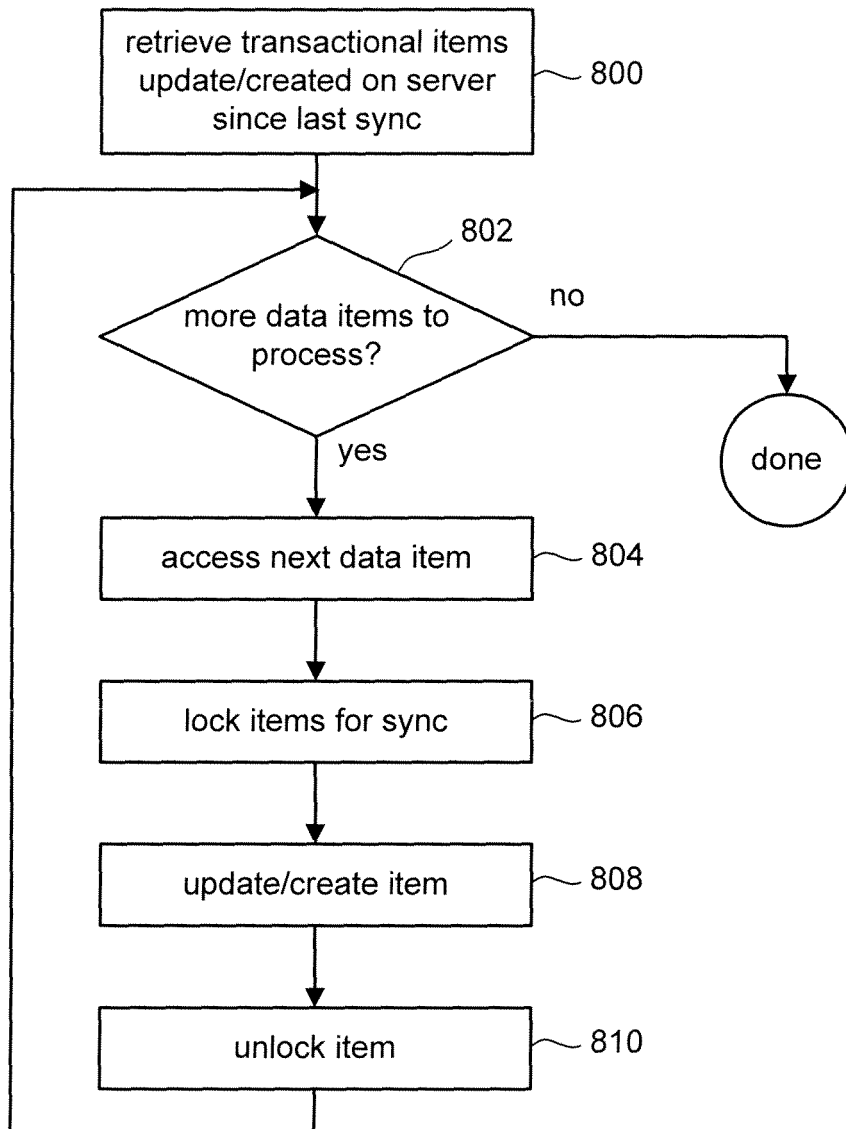 retrieve transactional items
update/created on server
since last sync
800
802
more data items to
process?
no
yes
done
access next data item
804
lock items for sync
806
update/create item
808
unlock item
810